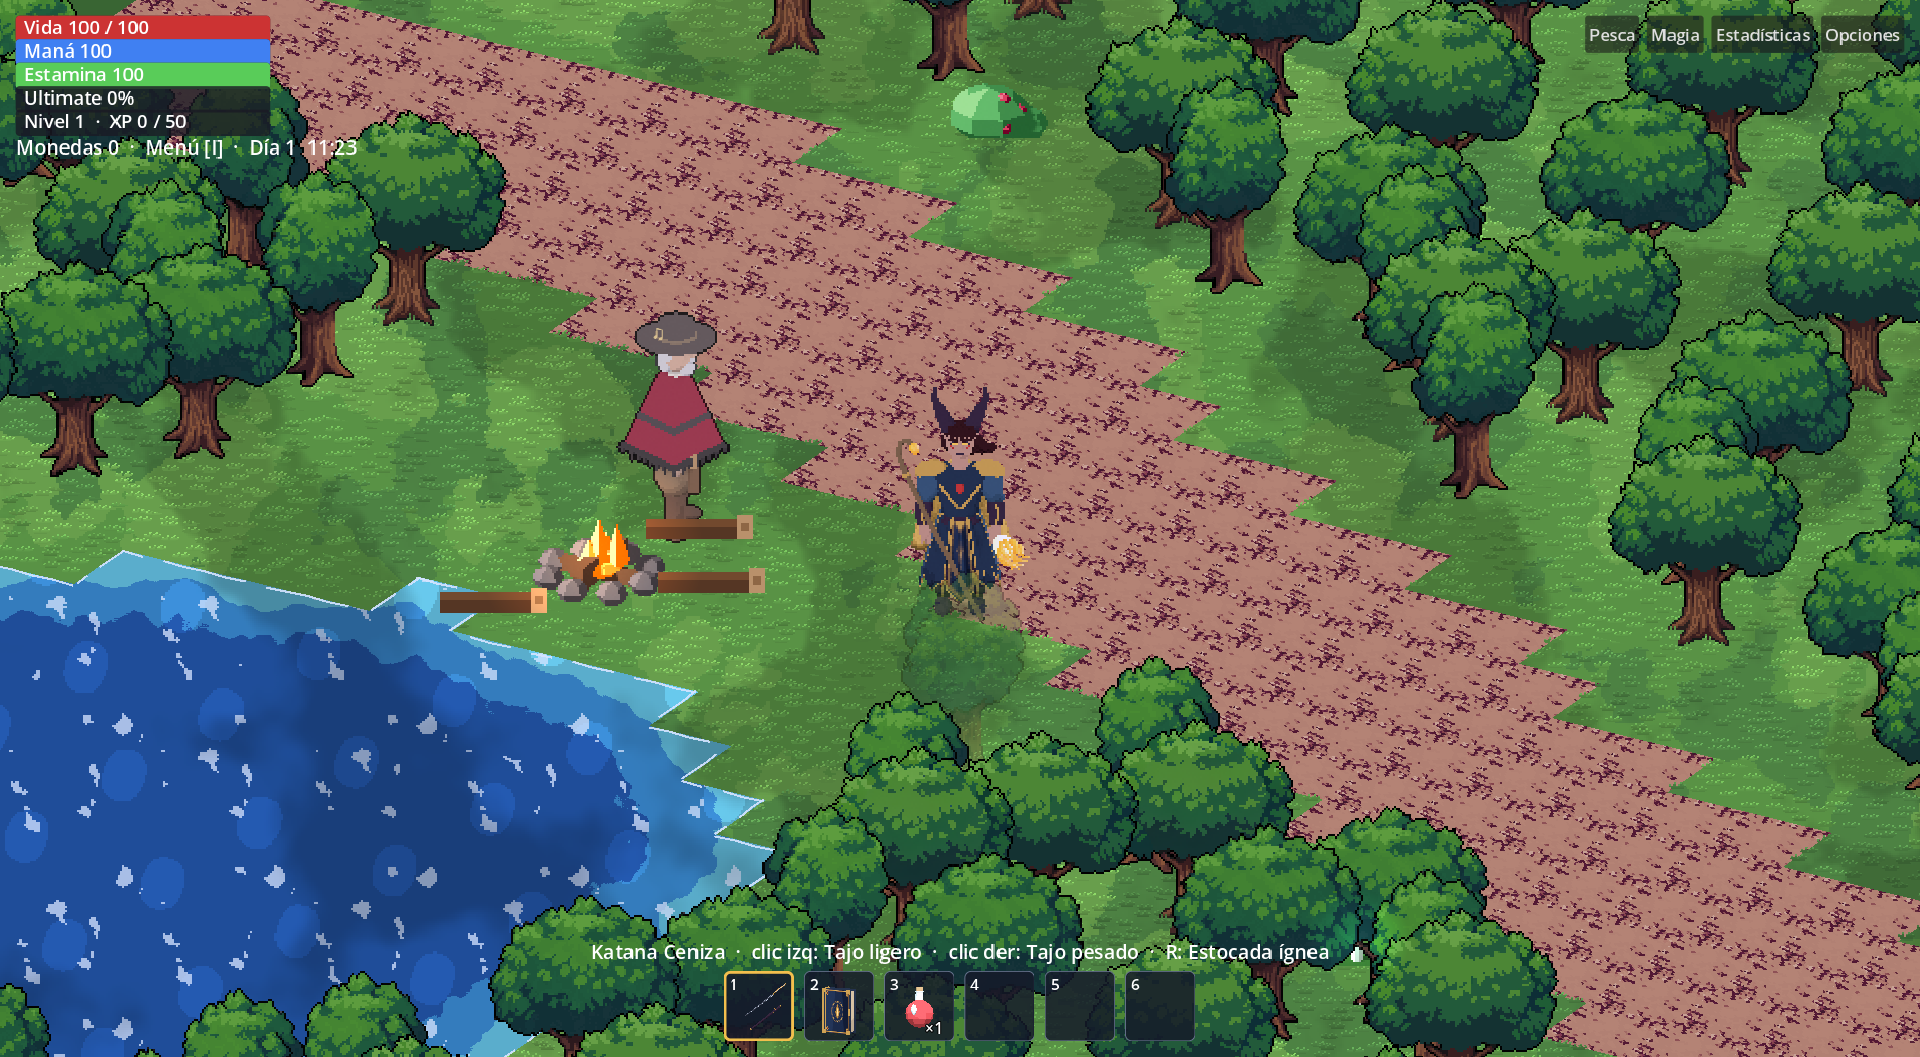 Vida 100 / 100
Maná 100
Estamina 100
Ultimate 0%
Nivel 1 · XP 0 / 50
Monedas 0 · Menú [I] · Día 1 11:23
Pesca Magia Estadísticas Opciones
Katana Ceniza · clic izq: Tajo ligero · clic der: Tajo pesado · R: Estocada ígnea
1 2 3 4 5 6
×1